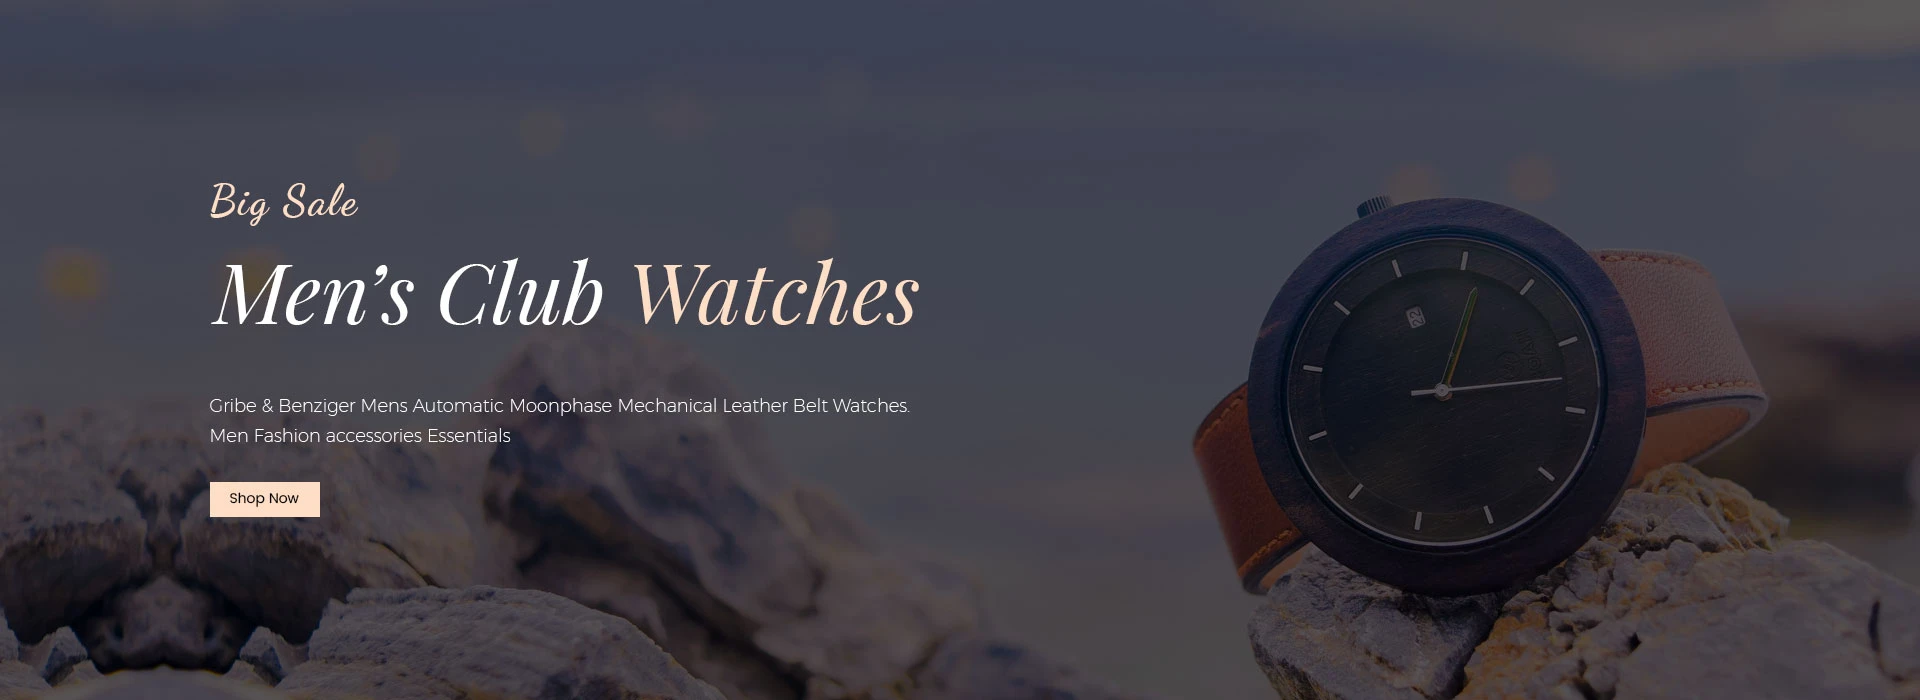 Big Sale
Men’s Club Watches
Gribe & Benziger Mens Automatic Moonphase Mechanical Leather Belt Watches.
Men Fashion accessories Essentials
Shop Now
22